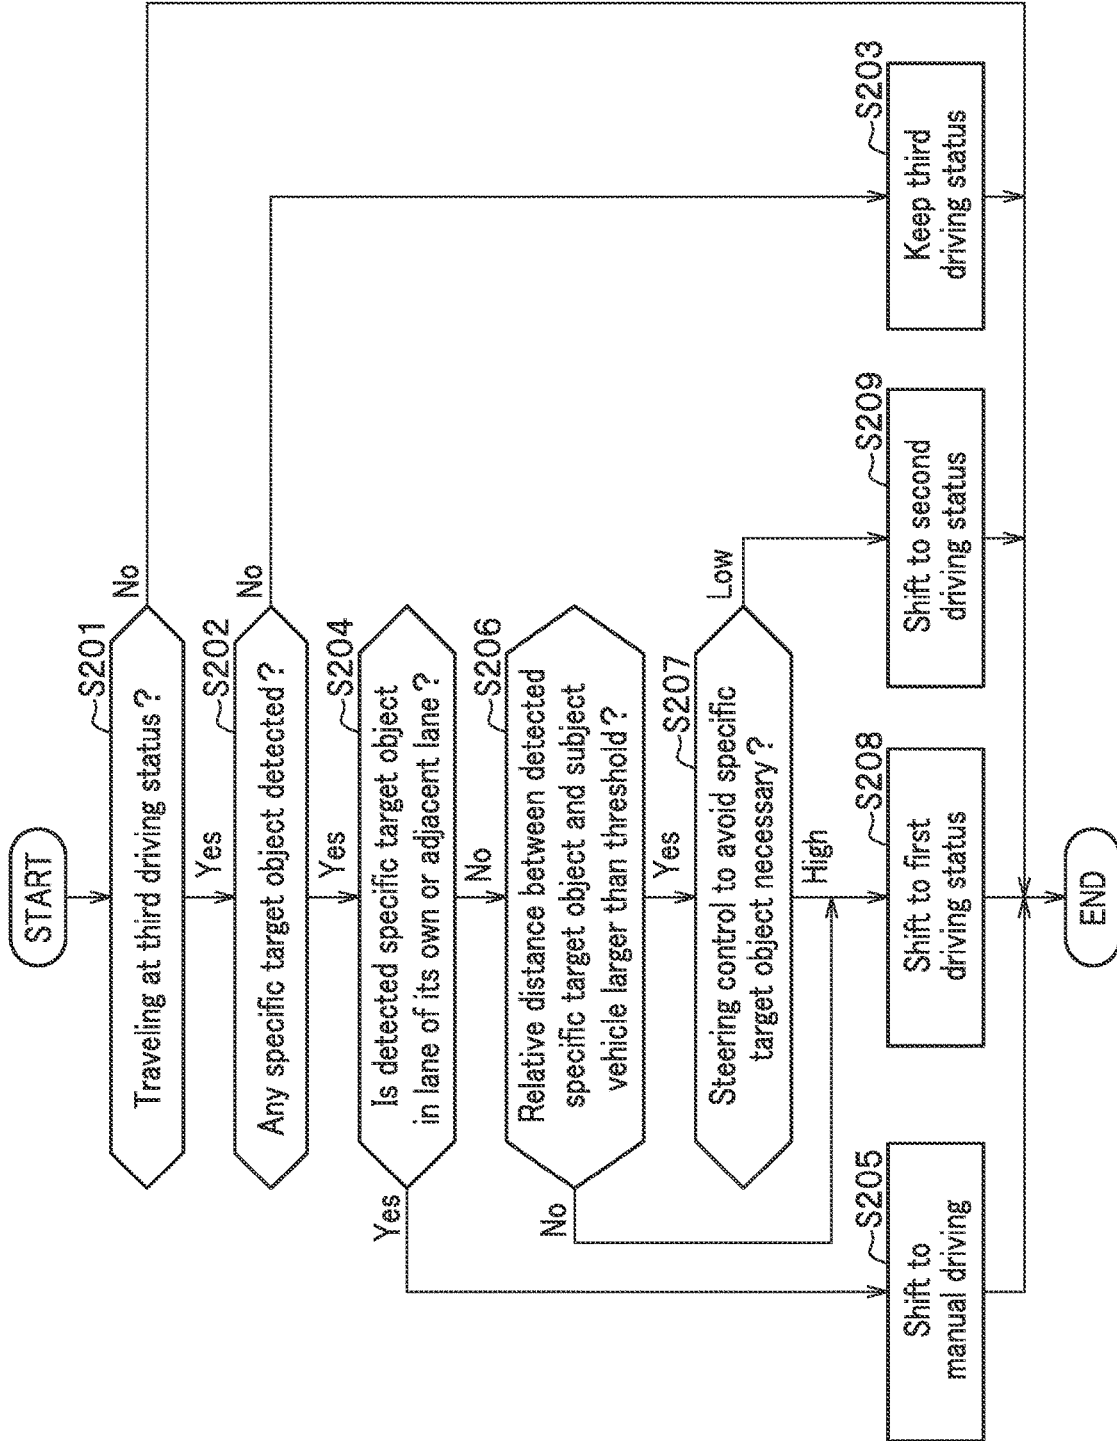 START
S201
Traveling at third driving status?
No
Yes
S202
Any specific target object detected?
No
Yes
S204
Is detected specific target object
in lane of its own or adjacent lane?
Yes
No
S206
Relative distance between detected
specific target object and subject
vehicle larger than threshold?
No
Yes
S207
Steering control to avoid specific
target object necessary?
Low
High
S205
Shift to
manual driving
S208
Shift to first
driving status
S209
Shift to second
driving status
S203
Keep third
driving status
END